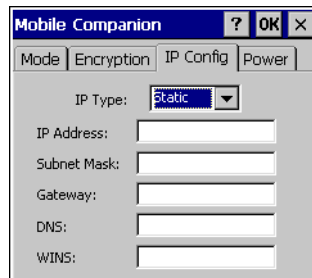 Mobile Companion ? OK ×
Mode Encryption IP Config Power
IP Type: Static
IP Address:
Subnet Mask:
Gateway:
DNS:
WINS: